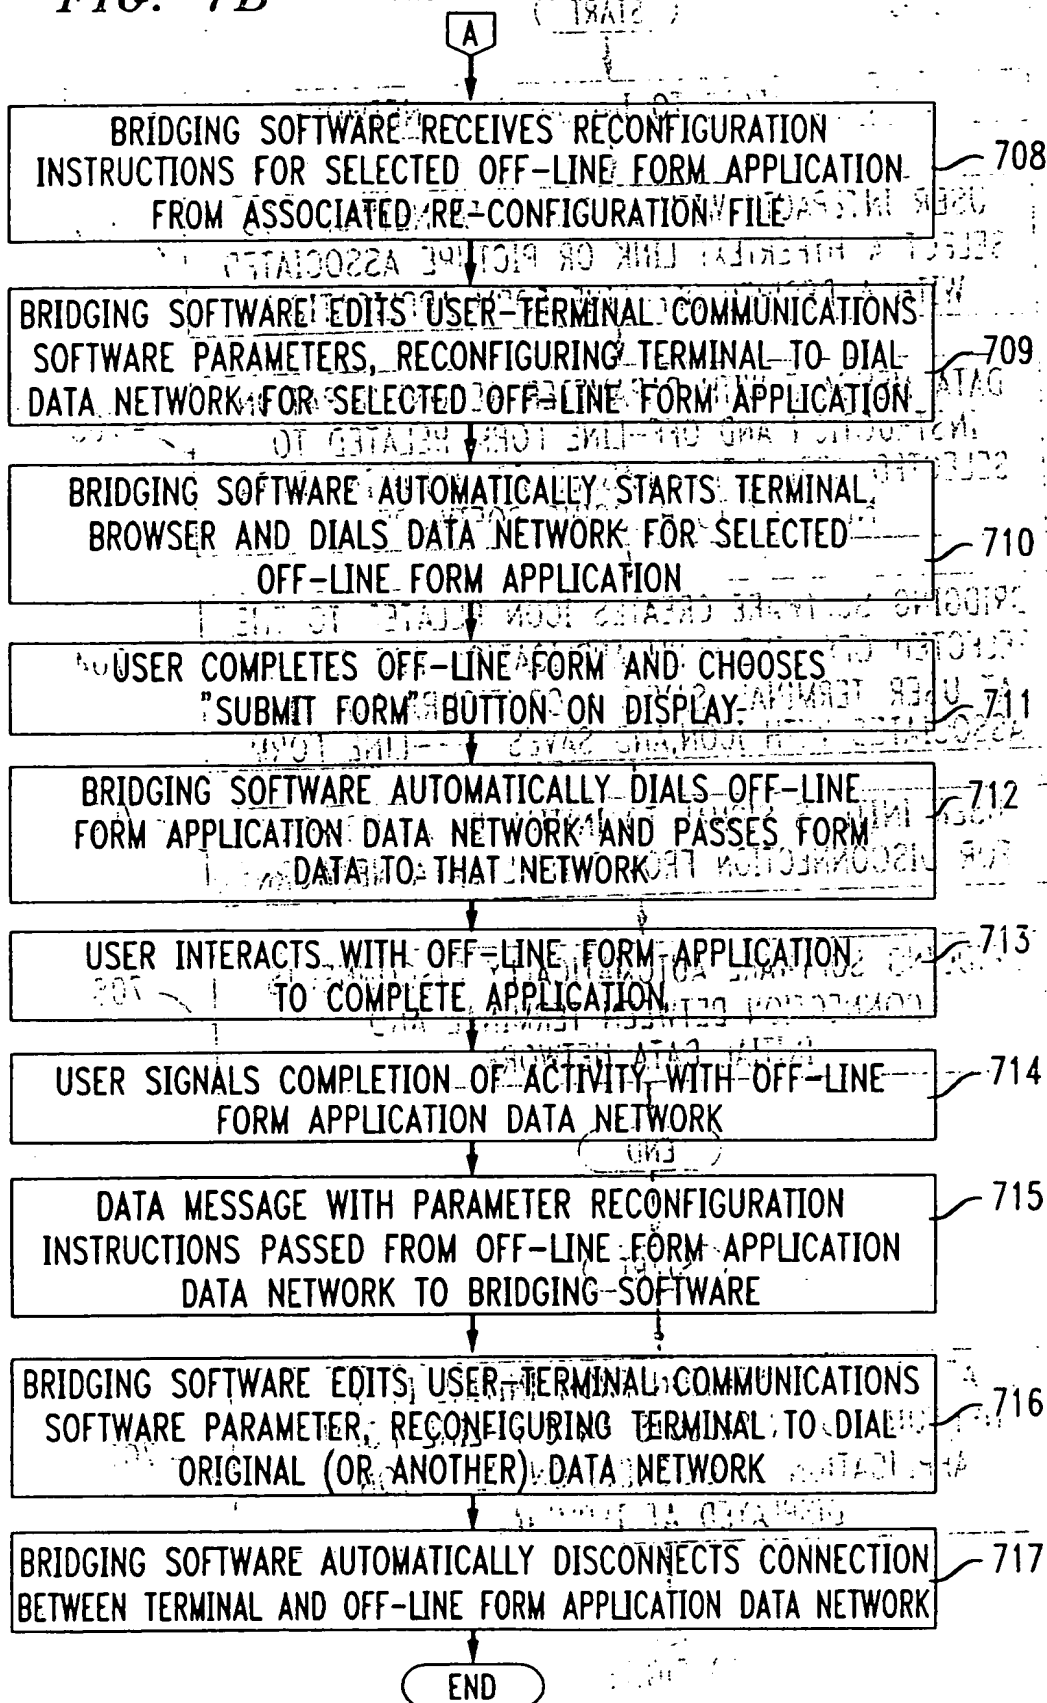 FIG. 7B
A
BRIDGING SOFTWARE RECEIVES RECONFIGURATION
INSTRUCTIONS FOR SELECTED OFF-LINE FORM APPLICATION
FROM ASSOCIATED RE-CONFIGURATION FILE
708
BRIDGING SOFTWARE EDITS USER-TERMINAL COMMUNICATIONS
SOFTWARE PARAMETERS, RECONFIGURING TERMINAL TO DIAL
DATA NETWORK FOR SELECTED OFF-LINE FORM APPLICATION
709
BRIDGING SOFTWARE AUTOMATICALLY STARTS TERMINAL
BROWSER AND DIALS DATA NETWORK FOR SELECTED
OFF-LINE FORM APPLICATION
710
USER COMPLETES OFF-LINE FORM AND CHOOSES
"SUBMIT FORM" BUTTON ON DISPLAY
711
BRIDGING SOFTWARE AUTOMATICALLY DIALS OFF-LINE
FORM APPLICATION DATA NETWORK AND PASSES FORM
DATA TO THAT NETWORK
712
USER INTERACTS WITH OFF-LINE FORM APPLICATION
TO COMPLETE APPLICATION
713
USER SIGNALS COMPLETION OF ACTIVITY WITH OFF-LINE
FORM APPLICATION DATA NETWORK
714
DATA MESSAGE WITH PARAMETER RECONFIGURATION
INSTRUCTIONS PASSED FROM OFF-LINE FORM APPLICATION
DATA NETWORK TO BRIDGING SOFTWARE
715
BRIDGING SOFTWARE EDITS USER-TERMINAL COMMUNICATIONS
SOFTWARE PARAMETER, RECONFIGURING TERMINAL TO DIAL
ORIGINAL (OR ANOTHER) DATA NETWORK
716
BRIDGING SOFTWARE AUTOMATICALLY DISCONNECTS CONNECTION
BETWEEN TERMINAL AND OFF-LINE FORM APPLICATION DATA NETWORK
717
END